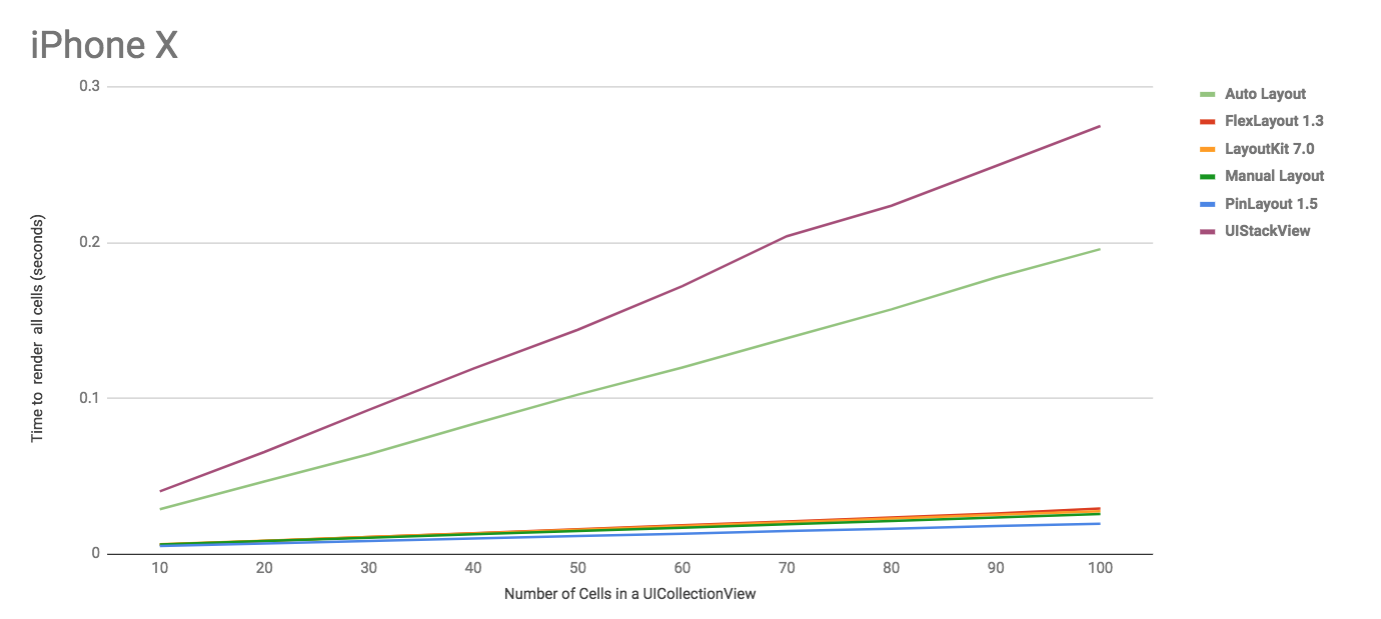 iPhone X
0.3
0.2
0.1
0
Time to render all cells (seconds)
10 20 30 40 50 60 70 80 90 100
Number of Cells in a UICollectionView
Auto Layout
FlexLayout 1.3
LayoutKit 7.0
Manual Layout
PinLayout 1.5
UIStackView